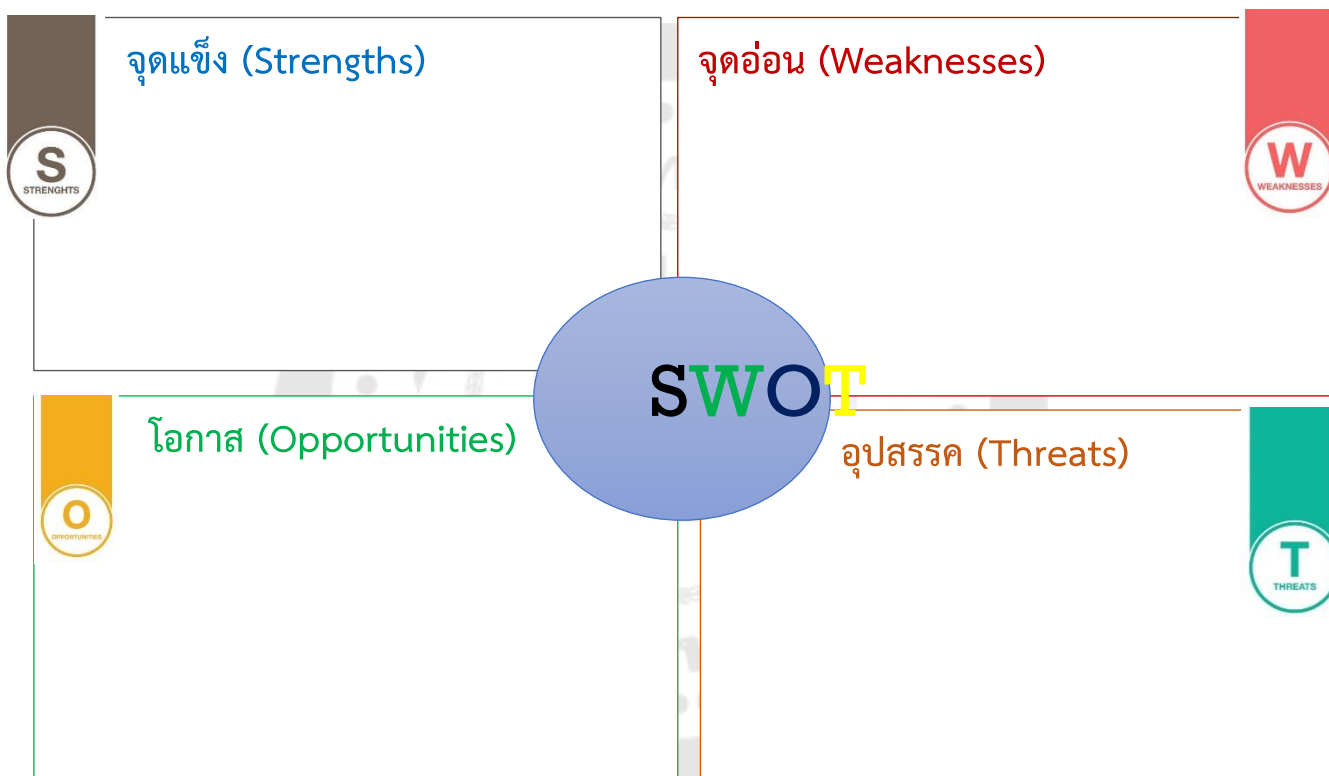 จุดแข็ง (Strengths)
S
STRENGHTS
จุดอ่อน (Weaknesses)
W
WEAKNESSES
SWOT
โอกาส (Opportunities)
O
OPPORTUNITIES
อุปสรรค (Threats)
T
THREATS